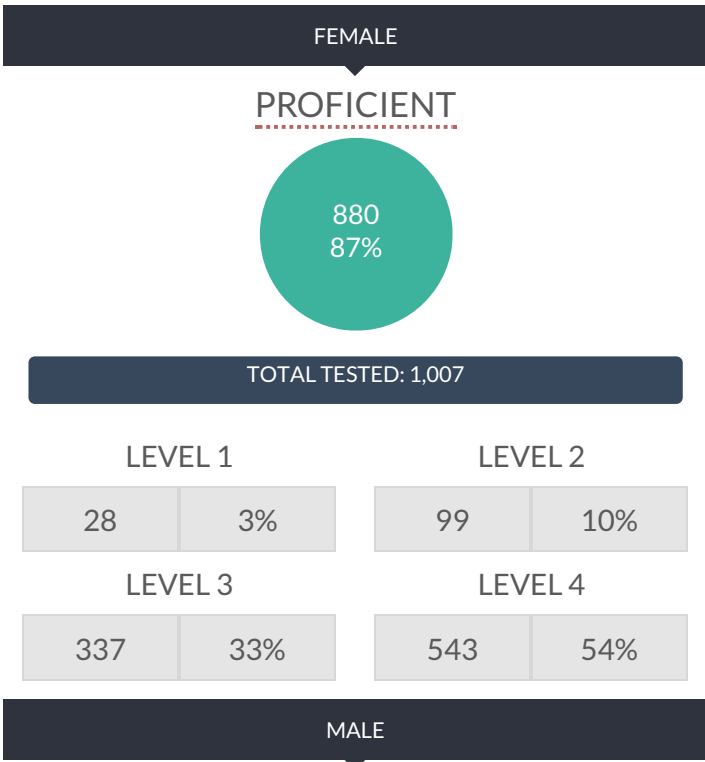 FEMALE
PROFICIENT
880
87%
TOTAL TESTED: 1,007
LEVEL 1
28 3%
LEVEL 2
99 10%
LEVEL 3
337 33%
LEVEL 4
543 54%
MALE